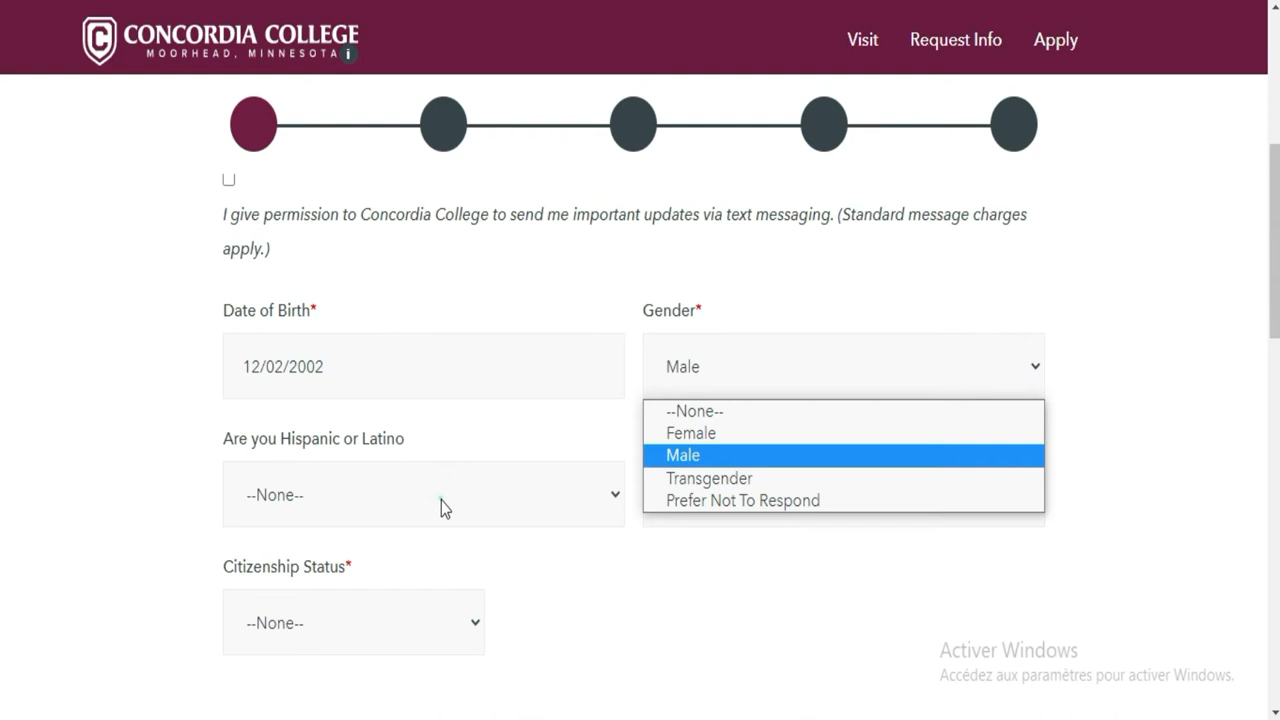 CONCORDIA COLLEGE
MOORHEAD, MINNESOTA
Visit
Request Info
Apply
I give permission to Concordia College to send me important updates via text messaging. (Standard message charges
apply.)
Date of Birth*
Gender*
12/02/2002
Male
--None--
Female
Male
Transgender
Prefer Not To Respond
Are you Hispanic or Latino
--None--
Citizenship Status*
--None--
Activer Windows
Accédez aux paramètres pour activer Windows.